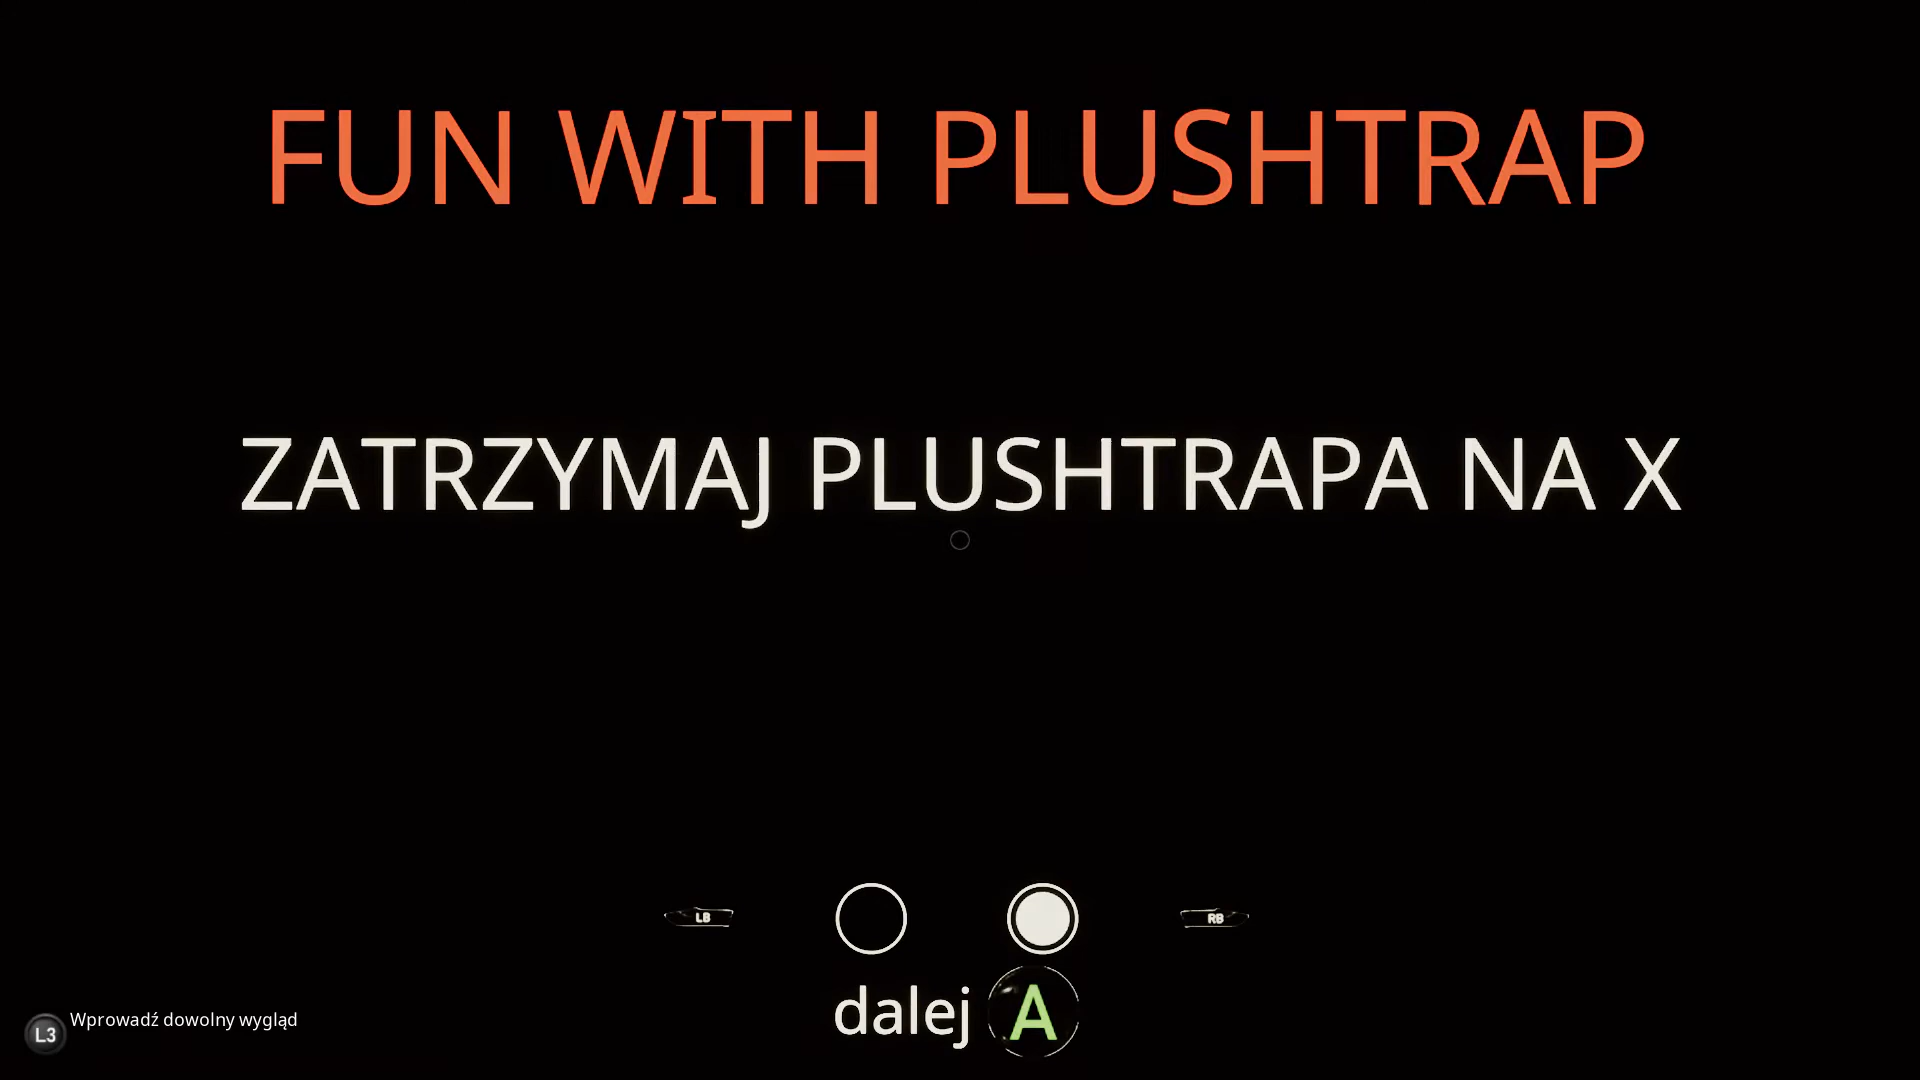 FUN WITH PLUSHTRAP
ZATRZYMAJ PLUSHTRAPA NA X
LB
RB
dalej A
L3 Wprowadź dowolny wygląd